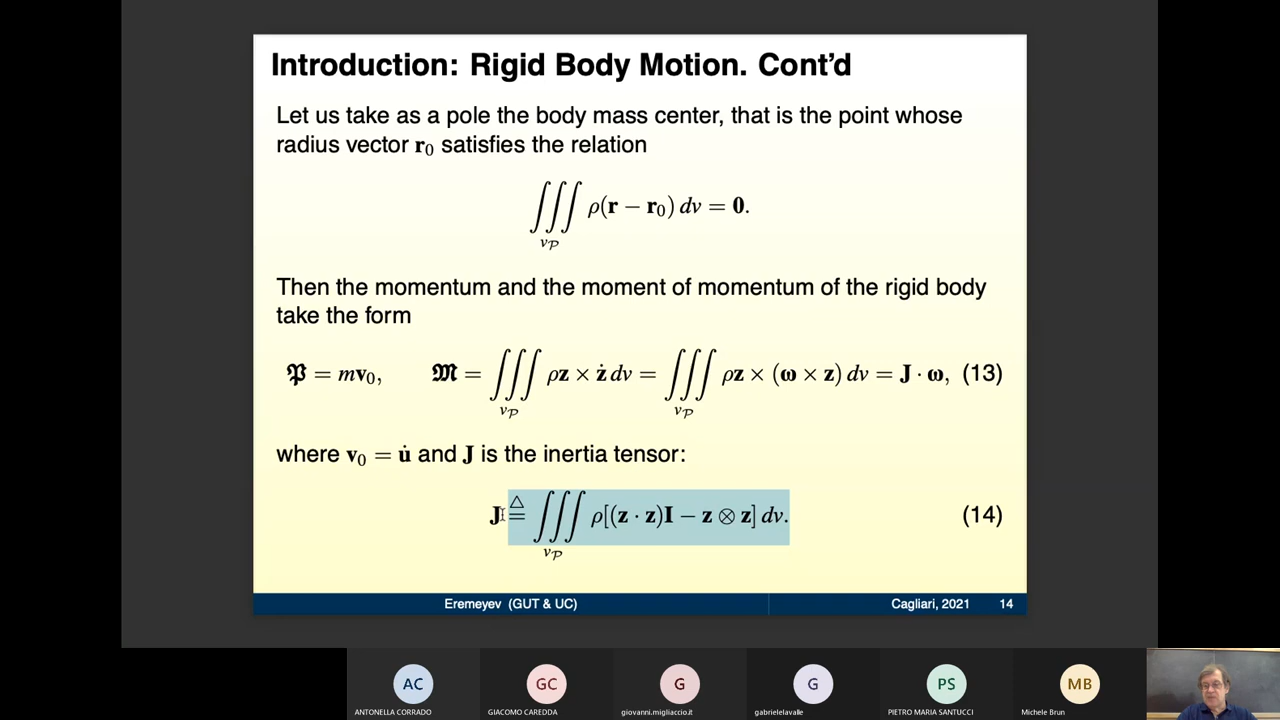 Introduction: Rigid Body Motion. Cont’d
Let us take as a pole the body mass center, that is the point whose
radius vector r₀ satisfies the relation
∭_{v_𝒫} ρ(r − r₀) dv = 0.
Then the momentum and the moment of momentum of the rigid body
take the form
𝔓 = mv₀, 𝔐 = ∭_{v_𝒫} ρz × ż dv = ∭_{v_𝒫} ρz × (ω × z) dv = J · ω, (13)
where v₀ = u̇ and J is the inertia tensor:
J ≜ ∭_{v_𝒫} ρ[(z · z)I − z ⊗ z] dv. (14)
Eremeyev (GUT & UC) Cagliari, 2021 14
AC GC G G PS MB
ANTONELLA CORRADO GIACOMO CAREDDA giovanni.migliaccio.it gabrielelavalle PIETRO MARIA SANTUCCI Michele Brun